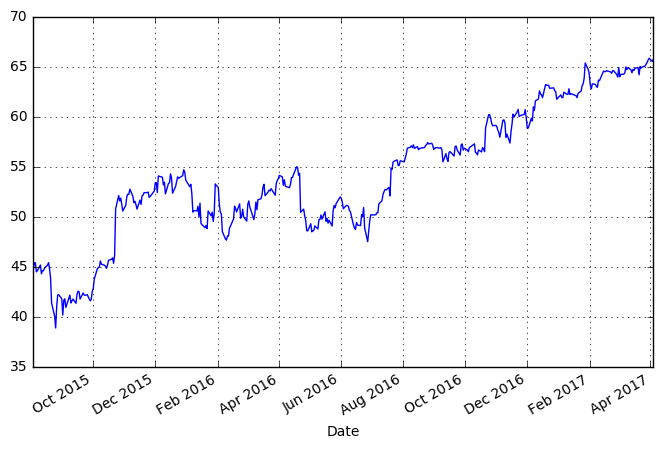 70
65
60
55
50
45
40
35
Oct 2015
Dec 2015
Feb 2016
Apr 2016
Jun 2016
Aug 2016
Oct 2016
Dec 2016
Feb 2017
Apr 2017
Date